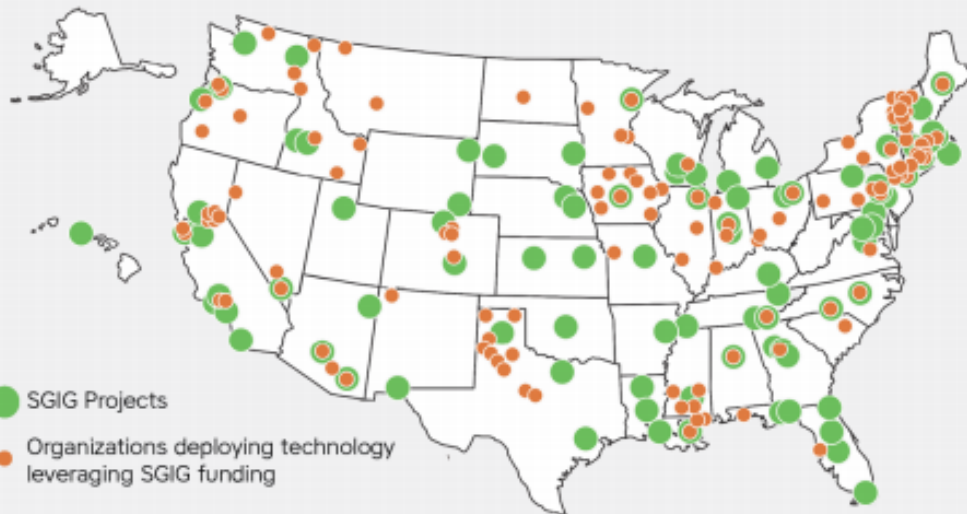 SGIG Projects
Organizations deploying technology
leveraging SGIG funding